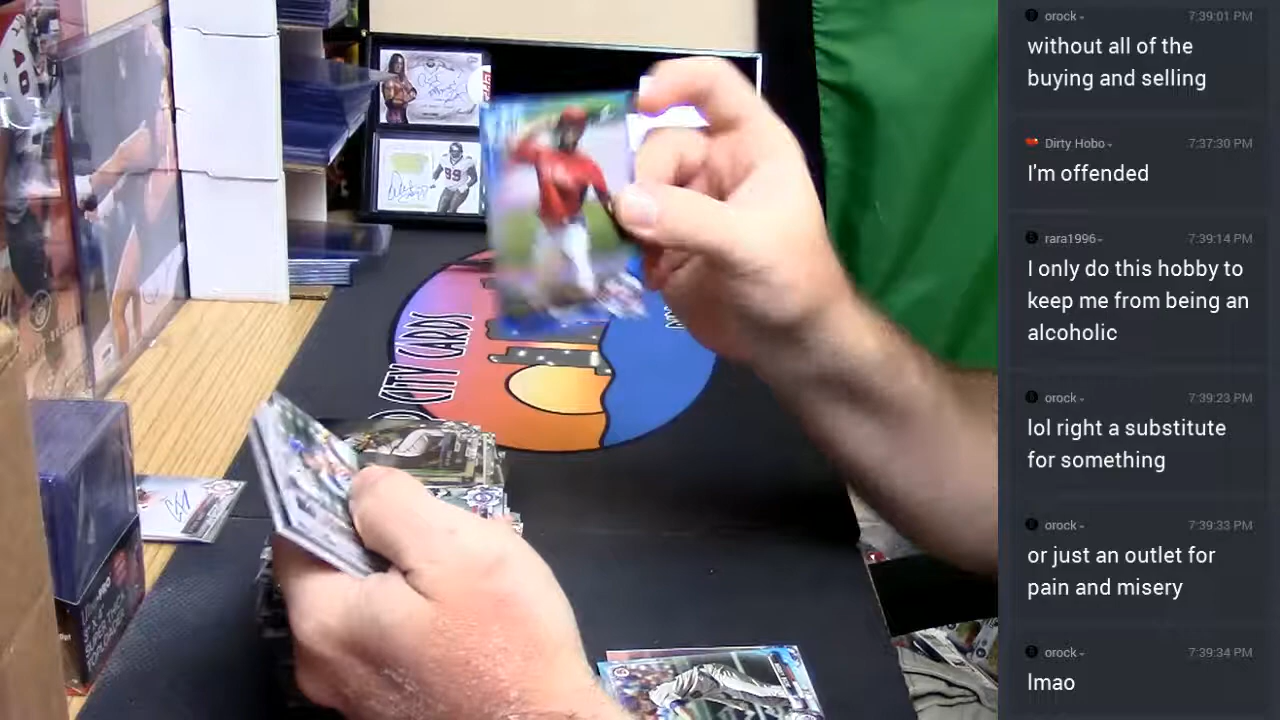 orock
7:39:01 PM
without all of the
buying and selling
Dirty Hobo
7:37:30 PM
I'm offended
rara1996
7:39:14 PM
I only do this hobby to
keep me from being an
alcoholic
orock
7:39:23 PM
lol right a substitute
for something
orock
7:39:33 PM
or just an outlet for
pain and misery
orock
7:39:34 PM
lmao
CITY CARDS
99